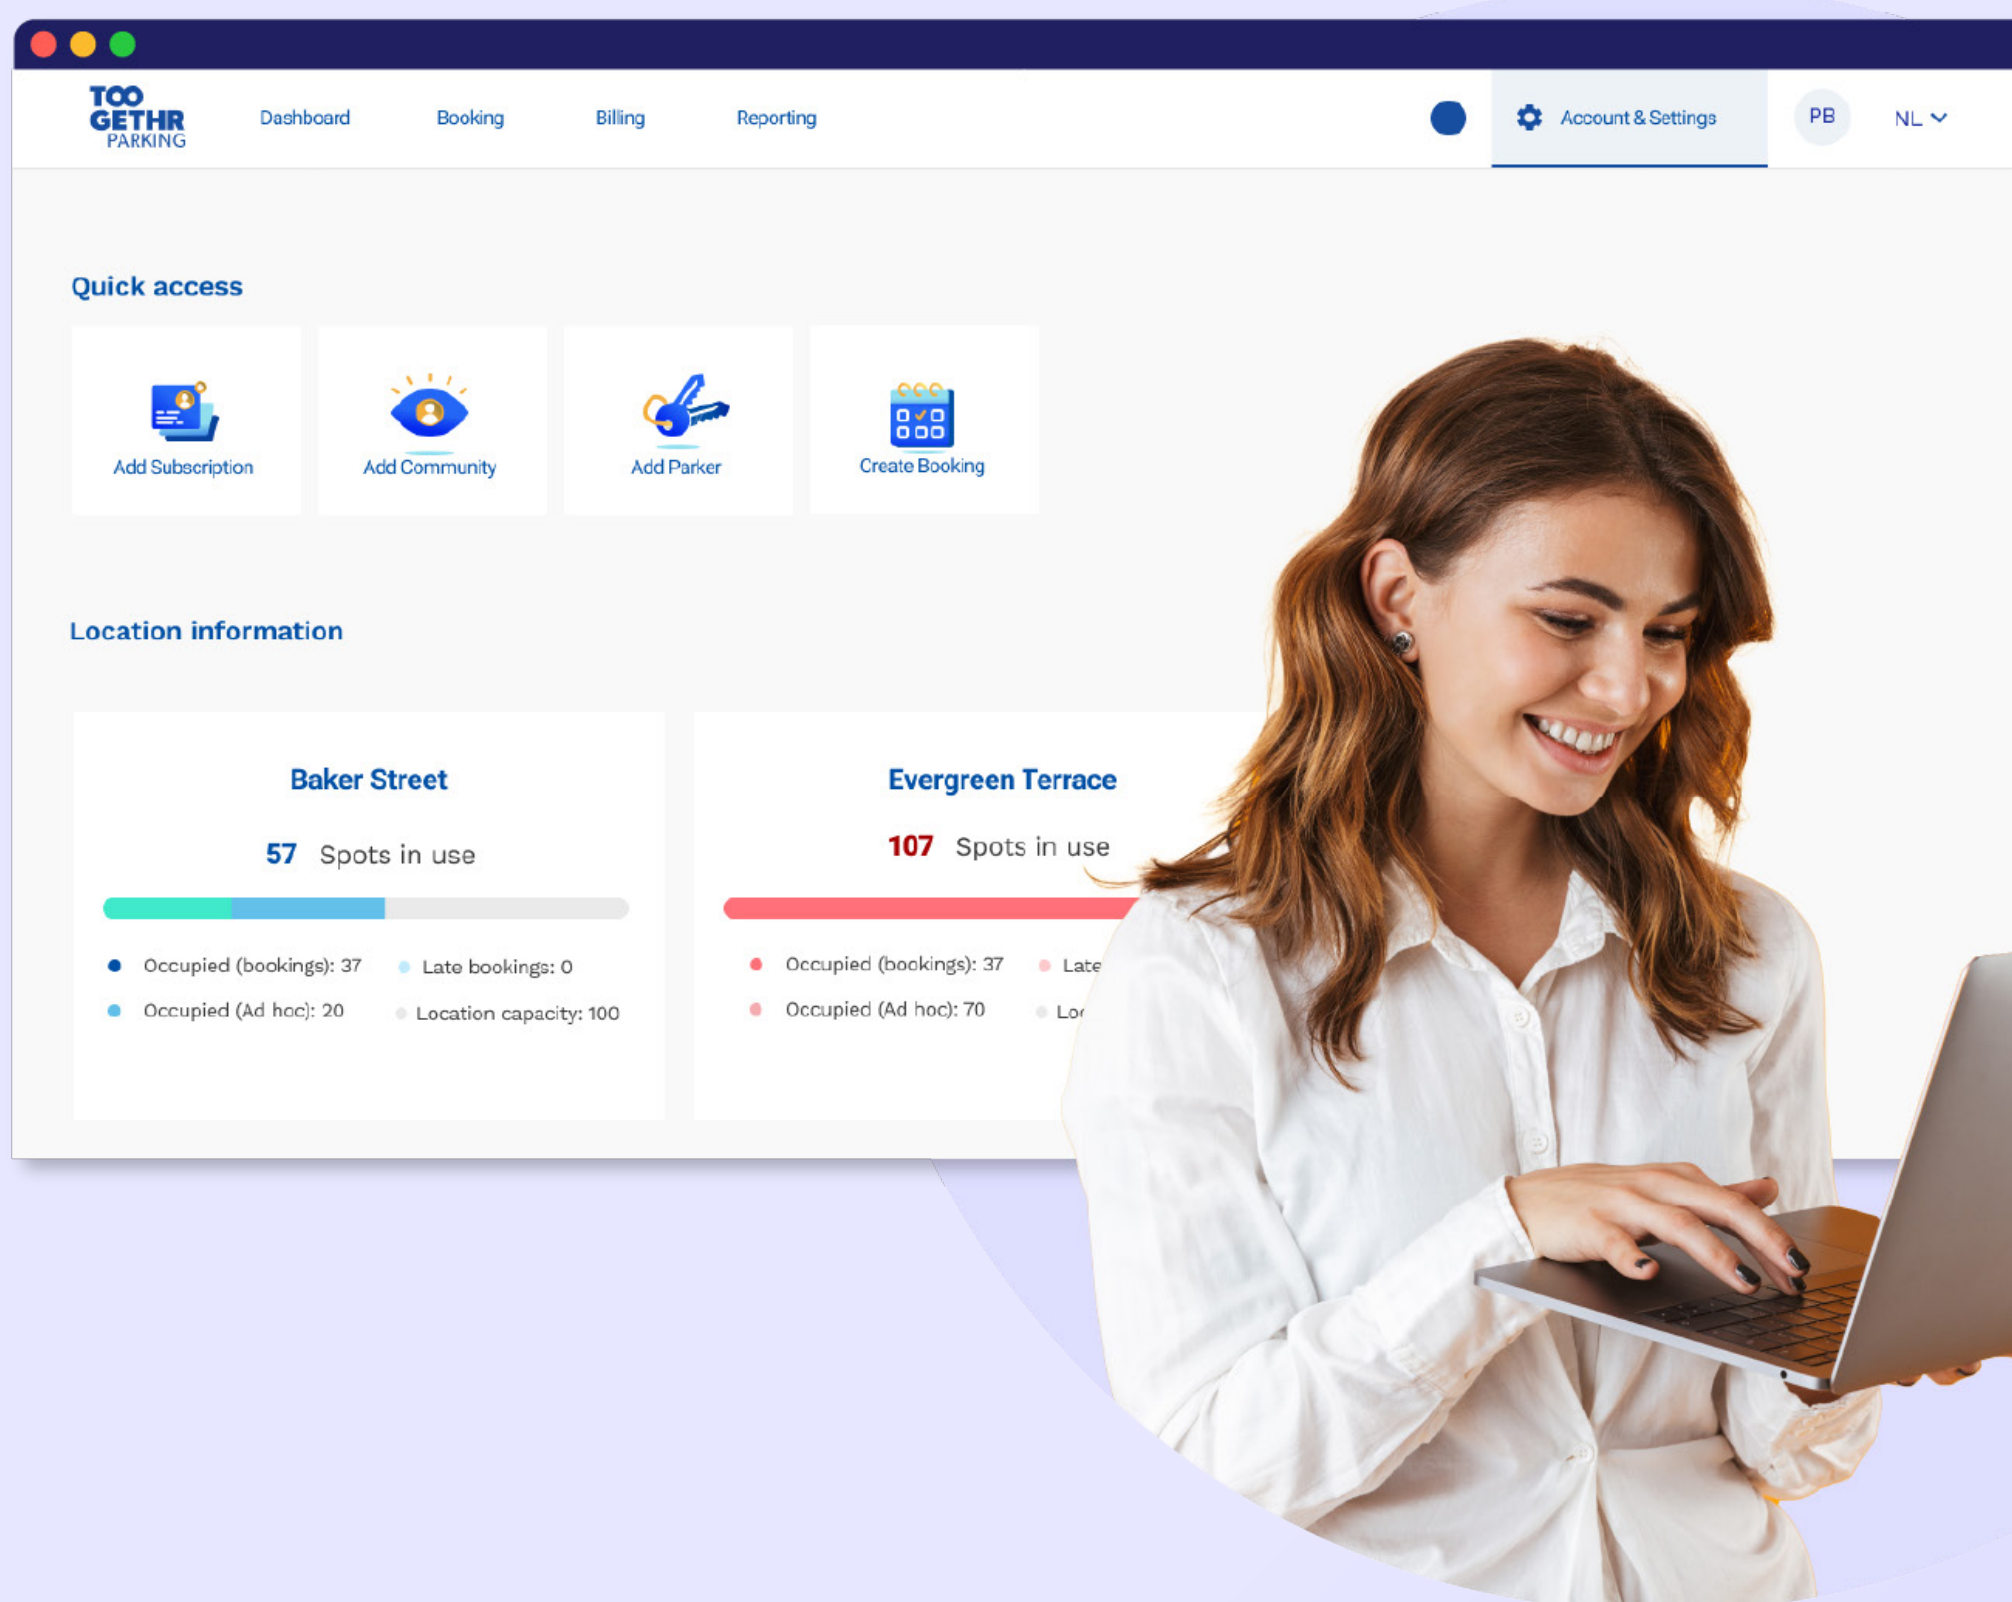 TOO
GETHR
PARKING
Dashboard
Booking
Billing
Reporting
Account & Settings
PB
NL
Quick access
Add Subscription
Add Community
Add Parker
Create Booking
Location information
Baker Street
57 Spots in use
Occupied (bookings): 37
Late bookings: 0
Occupied (Ad hoc): 20
Location capacity: 100
Evergreen Terrace
107 Spots in use
Occupied (bookings): 37
Late
Occupied (Ad hoc): 70